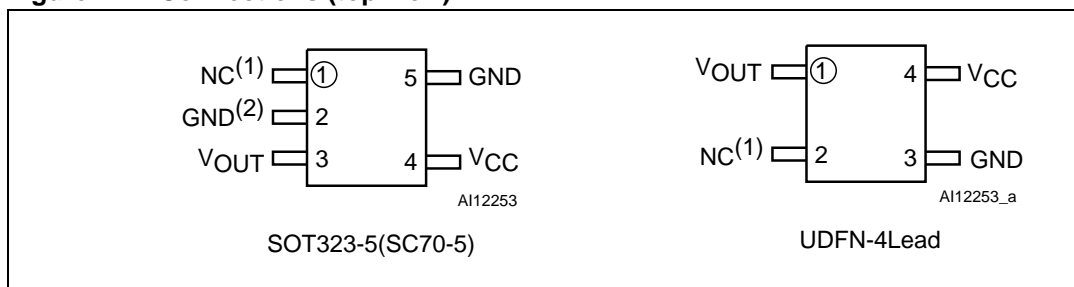 NC(1) 1 5 GND
GND(2) 2
VOUT 3 4 VCC
AI12253
SOT323-5(SC70-5)
VOUT 1 4 VCC
NC(1) 2 3 GND
AI12253_a
UDFN-4Lead